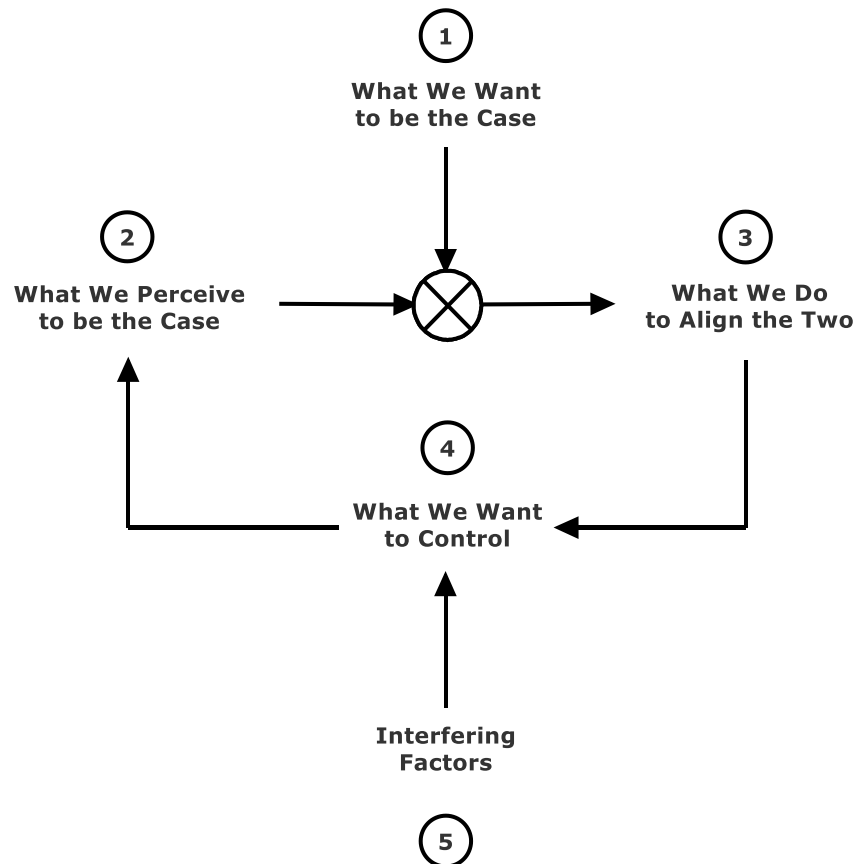 1
What We Want
to be the Case
2
What We Perceive
to be the Case
3
What We Do
to Align the Two
4
What We Want
to Control
Interfering
Factors
5